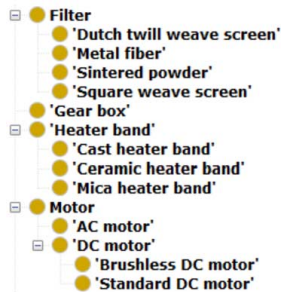 Filter
'Dutch twill weave screen'
'Metal fiber'
'Sintered powder'
'Square weave screen'
'Gear box'
'Heater band'
'Cast heater band'
'Ceramic heater band'
'Mica heater band'
Motor
'AC motor'
'DC motor'
'Brushless DC motor'
'Standard DC motor'